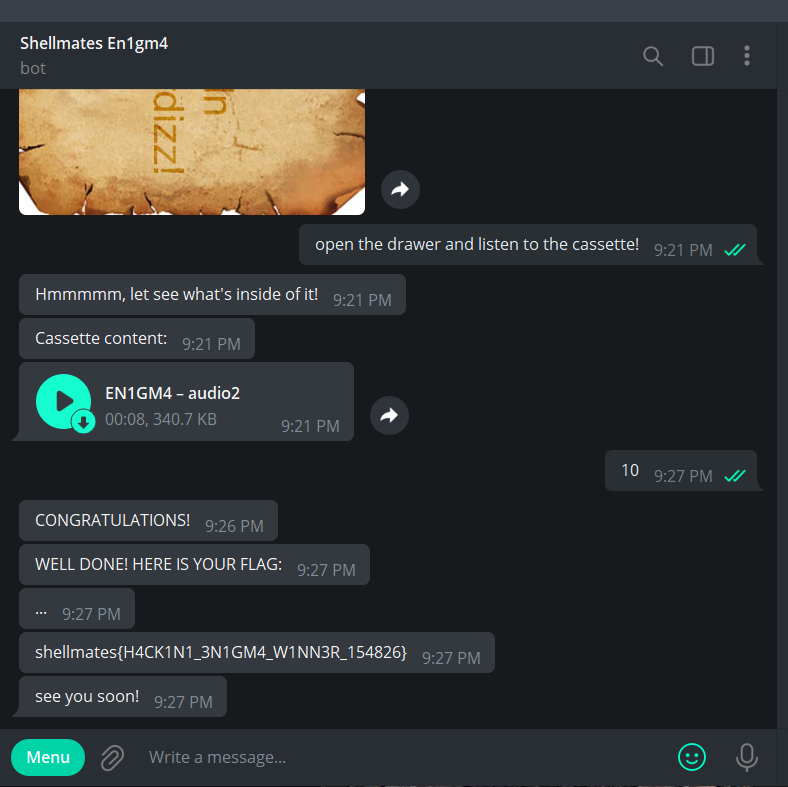 Shellmates En1gm4
bot
in
dizz!
open the drawer and listen to the cassette! 9:21 PM
Hmmmmm, let see what's inside of it! 9:21 PM
Cassette content: 9:21 PM
EN1GM4 – audio2
00:08, 340.7 KB 9:21 PM
10 9:27 PM
CONGRATULATIONS! 9:26 PM
WELL DONE! HERE IS YOUR FLAG: 9:27 PM
... 9:27 PM
shellmates{H4CK1N1_3N1GM4_W1NN3R_154826} 9:27 PM
see you soon! 9:27 PM
Menu Write a message...